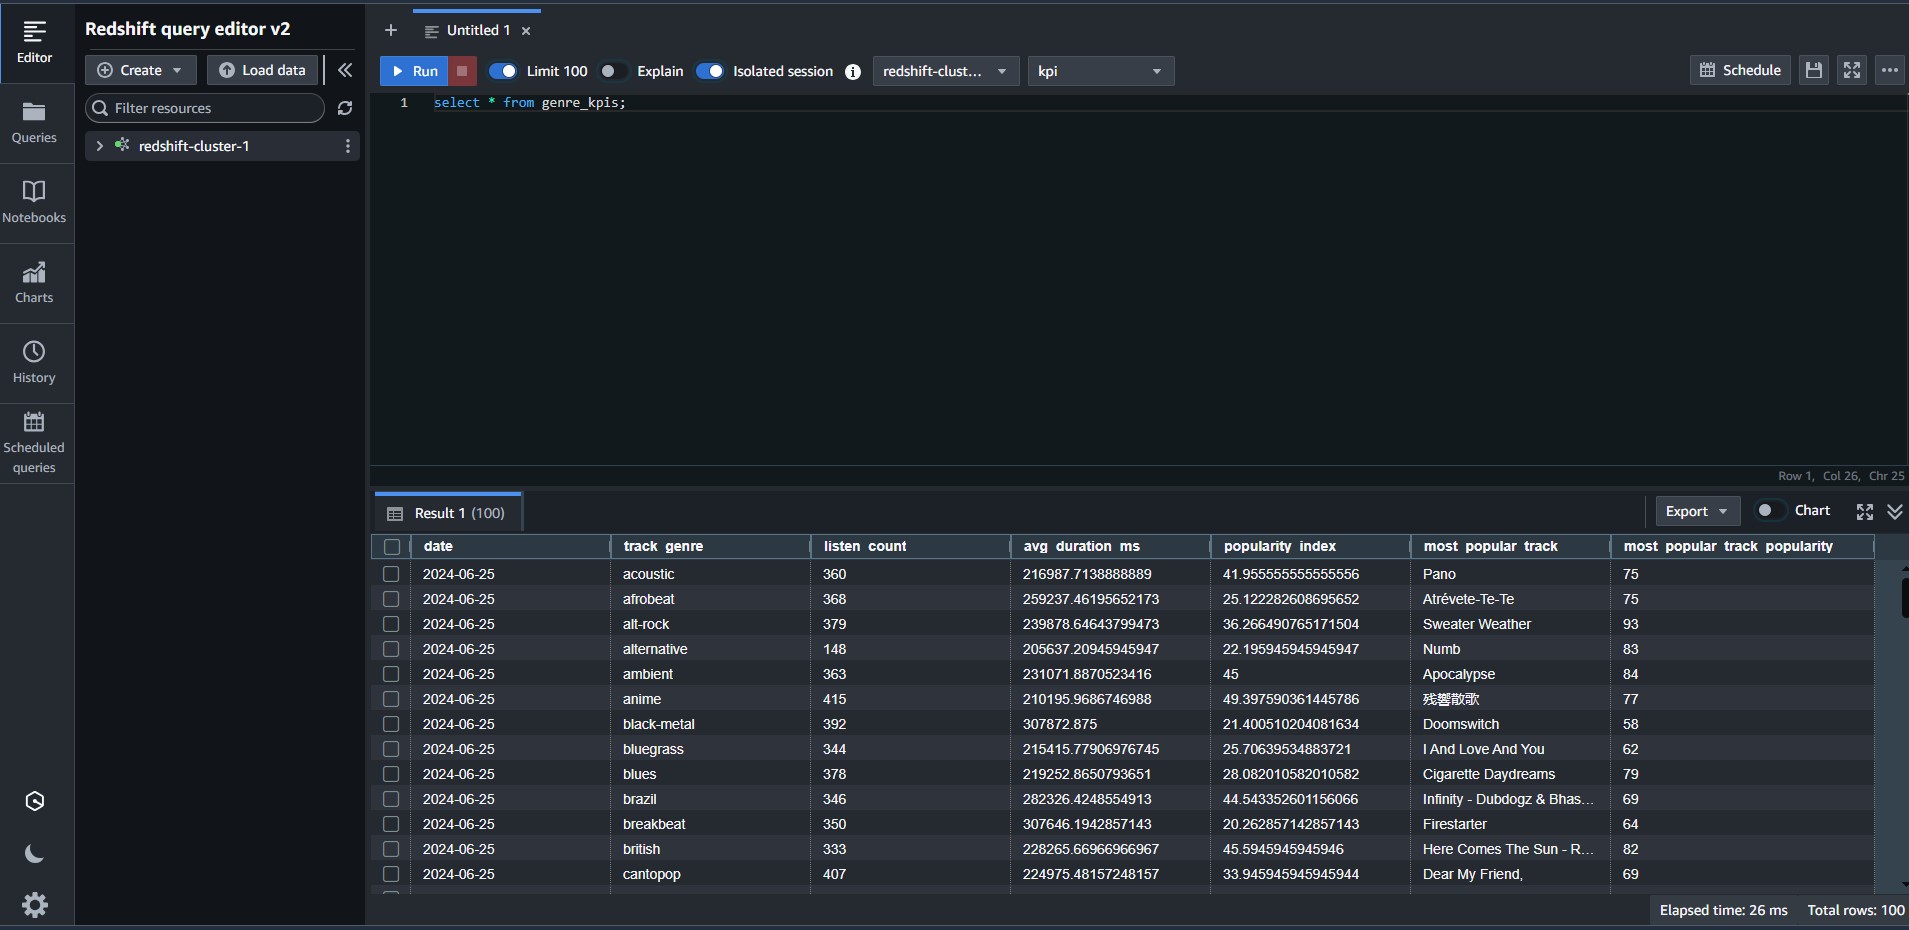 Redshift query editor v2
Editor
Create
Load data
Filter resources
redshift-cluster-1
Queries
Notebooks
Charts
History
Scheduled
queries
Untitled 1
Run
Limit 100
Explain
Isolated session
redshift-clust...
kpi
Schedule
1 select * from genre_kpis;
Row 1, Col 26, Chr 25
Result 1 (100)
Export
Chart
date track_genre listen_count avg_duration_ms popularity_index most_popular_track most_popular_track_popularity
2024-06-25 acoustic 360 216987.7138888889 41.955555555555556 Pano 75
2024-06-25 afrobeat 368 259237.46195652173 25.122282608695652 Atrévete-Te-Te 75
2024-06-25 alt-rock 379 239878.64643799473 36.266490765171504 Sweater Weather 93
2024-06-25 alternative 148 205637.20945945947 22.195945945945947 Numb 83
2024-06-25 ambient 363 231071.8870523416 45 Apocalypse 84
2024-06-25 anime 415 210195.9686746988 49.397590361445786 残響散歌 77
2024-06-25 black-metal 392 307872.875 21.400510204081634 Doomswitch 58
2024-06-25 bluegrass 344 215415.77906976745 25.70639534883721 I And Love And You 62
2024-06-25 blues 378 219252.8650793651 28.082010582010582 Cigarette Daydreams 79
2024-06-25 brazil 346 282326.4248554913 44.543352601156066 Infinity - Dubdogz & Bhas... 69
2024-06-25 breakbeat 350 307646.1942857143 20.262857142857143 Firestarter 64
2024-06-25 british 333 228265.66966966967 45.5945945945946 Here Comes The Sun - R... 82
2024-06-25 cantopop 407 224975.48157248157 33.945945945945944 Dear My Friend, 69
Elapsed time: 26 ms Total rows: 100